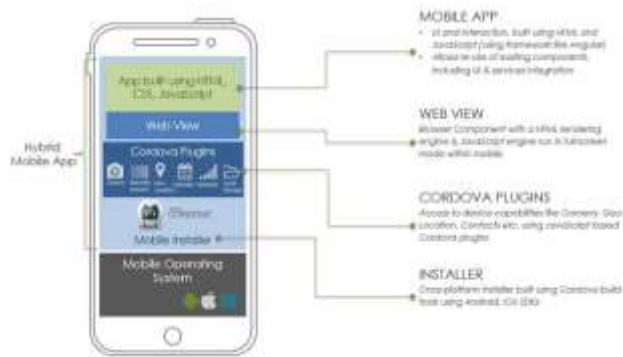 Hybrid
Mobile App
App built using HTML,
CSS, JavaScript
Web View
Cordova Plugins
Mobile Installer
Mobile Operating
System
MOBILE APP
UI and interaction, built using HTML and
JavaScript (using framework like Angular)
Allows re-use of existing components,
including UI & services integration
WEB VIEW
Browser Component with a HTML rendering
engine & JavaScript engine run in fullscreen
mode within mobile
CORDOVA PLUGINS
Access to device capabilities like Camera, Geo
Location, Contacts etc. using JavaScript based
Cordova plugins
INSTALLER
Cross-platform installer built using Cordova build
tools using Android, iOS SDKs